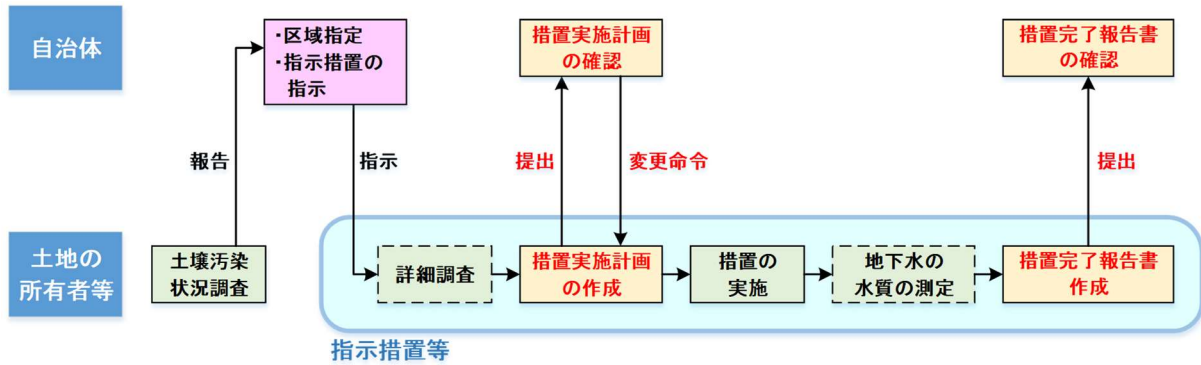 自治体
・区域指定
・指示措置の
指示
措置実施計画
の確認
措置完了報告書
の確認
報告
指示
提出
変更命令
提出
土地の
所有者等
土壌汚染
状況調査
詳細調査
措置実施計画
の作成
措置の
実施
地下水の
水質の測定
措置完了報告書
作成
指示措置等